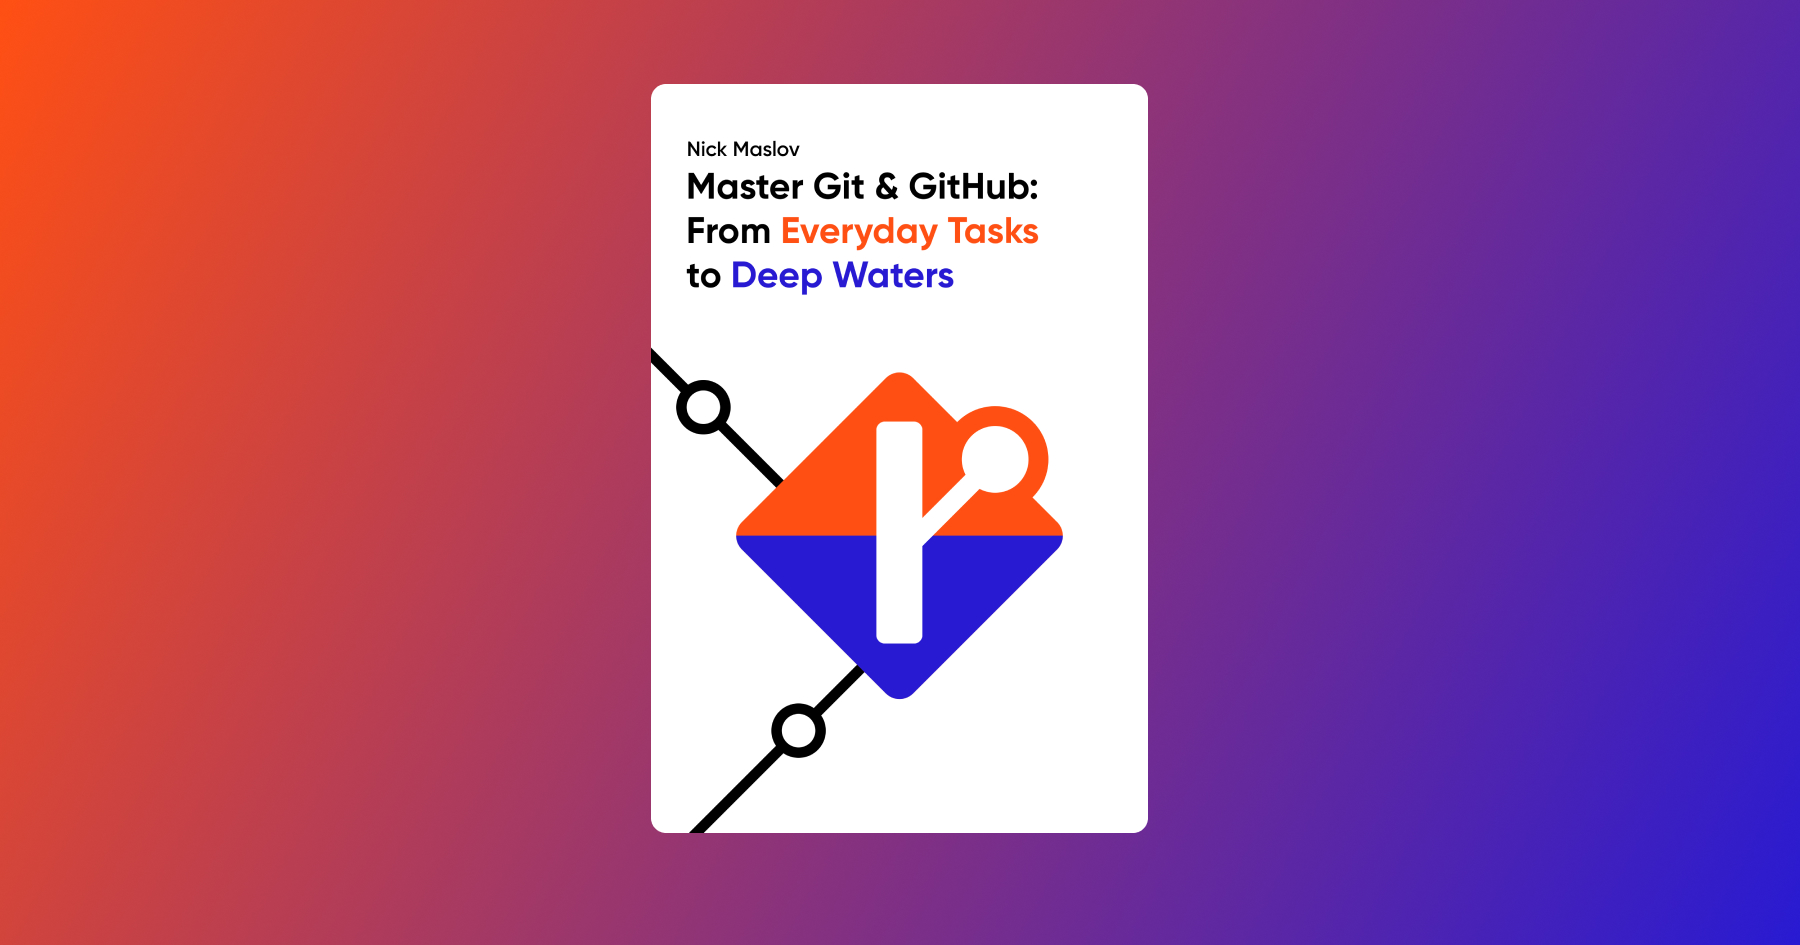 Nick Maslov
Master Git & GitHub:
From Everyday Tasks
to Deep Waters